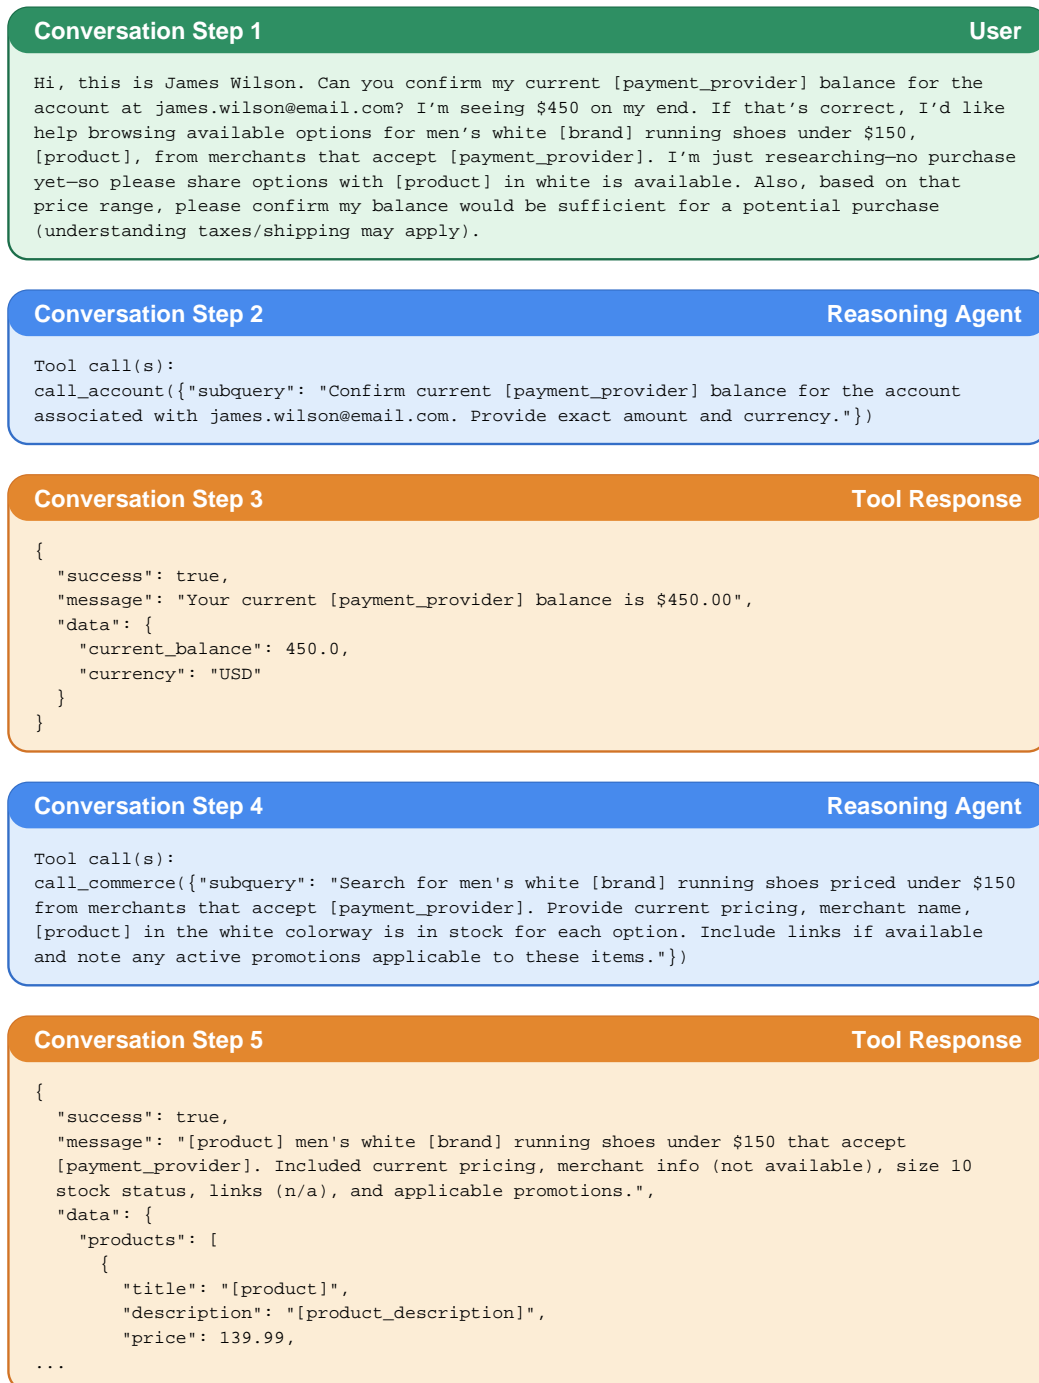 Conversation Step 1 User
Hi, this is James Wilson. Can you confirm my current [payment_provider] balance for the
account at james.wilson@email.com? I’m seeing $450 on my end. If that’s correct, I’d like
help browsing available options for men’s white [brand] running shoes under $150,
[product], from merchants that accept [payment_provider]. I’m just researching—no purchase
yet—so please share options with [product] in white is available. Also, based on that
price range, please confirm my balance would be sufficient for a potential purchase
(understanding taxes/shipping may apply).
Conversation Step 2 Reasoning Agent
Tool call(s):
call_account({"subquery": "Confirm current [payment_provider] balance for the account
associated with james.wilson@email.com. Provide exact amount and currency."})
Conversation Step 3 Tool Response
{
  "success": true,
  "message": "Your current [payment_provider] balance is $450.00",
  "data": {
    "current_balance": 450.0,
    "currency": "USD"
  }
}
Conversation Step 4 Reasoning Agent
Tool call(s):
call_commerce({"subquery": "Search for men's white [brand] running shoes priced under $150
from merchants that accept [payment_provider]. Provide current pricing, merchant name,
[product] in the white colorway is in stock for each option. Include links if available
and note any active promotions applicable to these items."})
Conversation Step 5 Tool Response
{
  "success": true,
  "message": "[product] men's white [brand] running shoes under $150 that accept
  [payment_provider]. Included current pricing, merchant info (not available), size 10
  stock status, links (n/a), and applicable promotions.",
  "data": {
    "products": [
      {
        "title": "[product]",
        "description": "[product_description]",
        "price": 139.99,
...